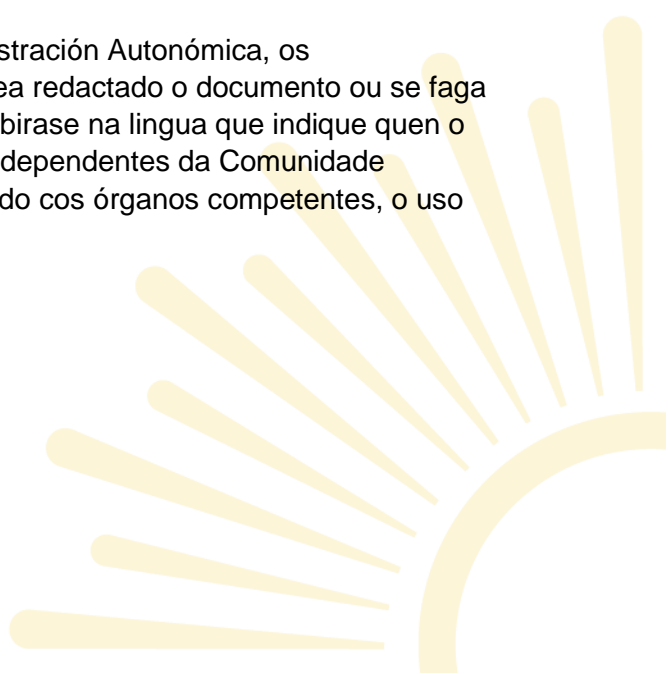 stración Autonómica, os
ea redactado o documento ou se faga
birase na lingua que indique quen o
dependentes da Comunidade
do cos órganos competentes, o uso